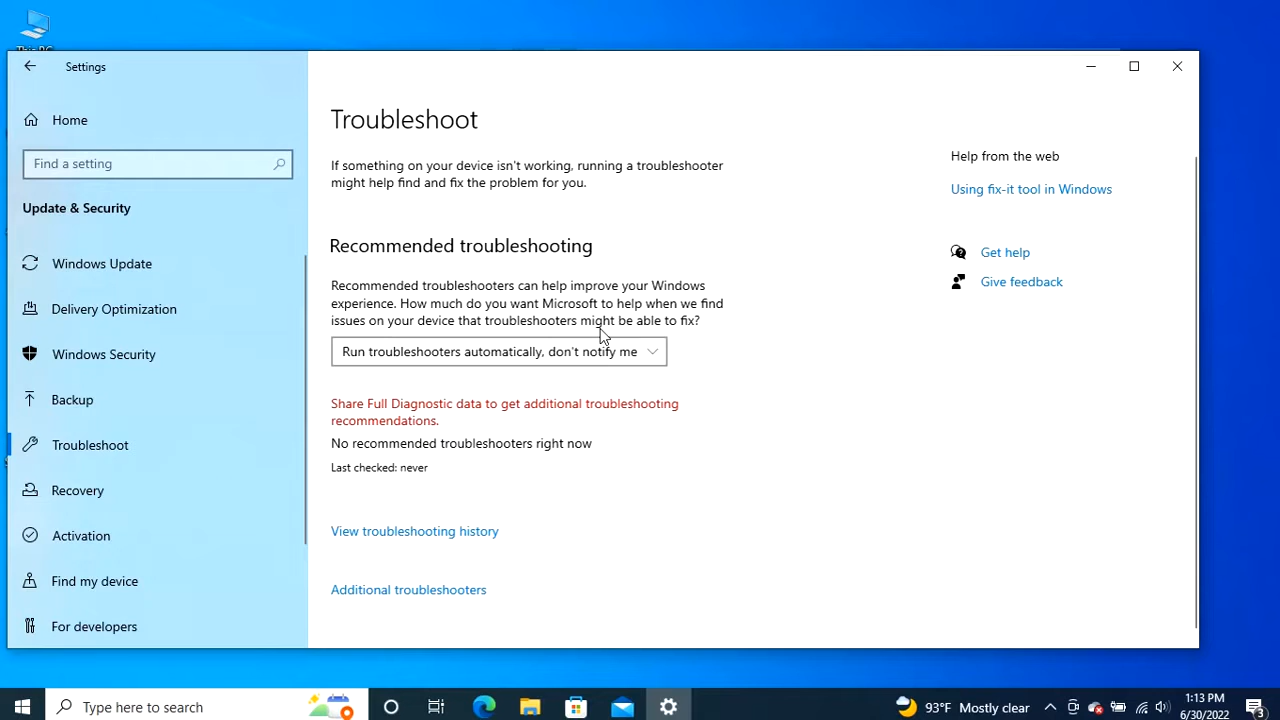 This PC
Settings
Home
Find a setting
Update & Security
Windows Update
Delivery Optimization
Windows Security
Backup
Troubleshoot
Recovery
Activation
Find my device
For developers
Troubleshoot
If something on your device isn't working, running a troubleshooter
might help find and fix the problem for you.
Recommended troubleshooting
Recommended troubleshooters can help improve your Windows
experience. How much do you want Microsoft to help when we find
issues on your device that troubleshooters might be able to fix?
Run troubleshooters automatically, don't notify me
Share Full Diagnostic data to get additional troubleshooting
recommendations.
No recommended troubleshooters right now
Last checked: never
View troubleshooting history
Additional troubleshooters
Help from the web
Using fix-it tool in Windows
Get help
Give feedback
Type here to search
93°F Mostly clear
1:13 PM
6/30/2022
3